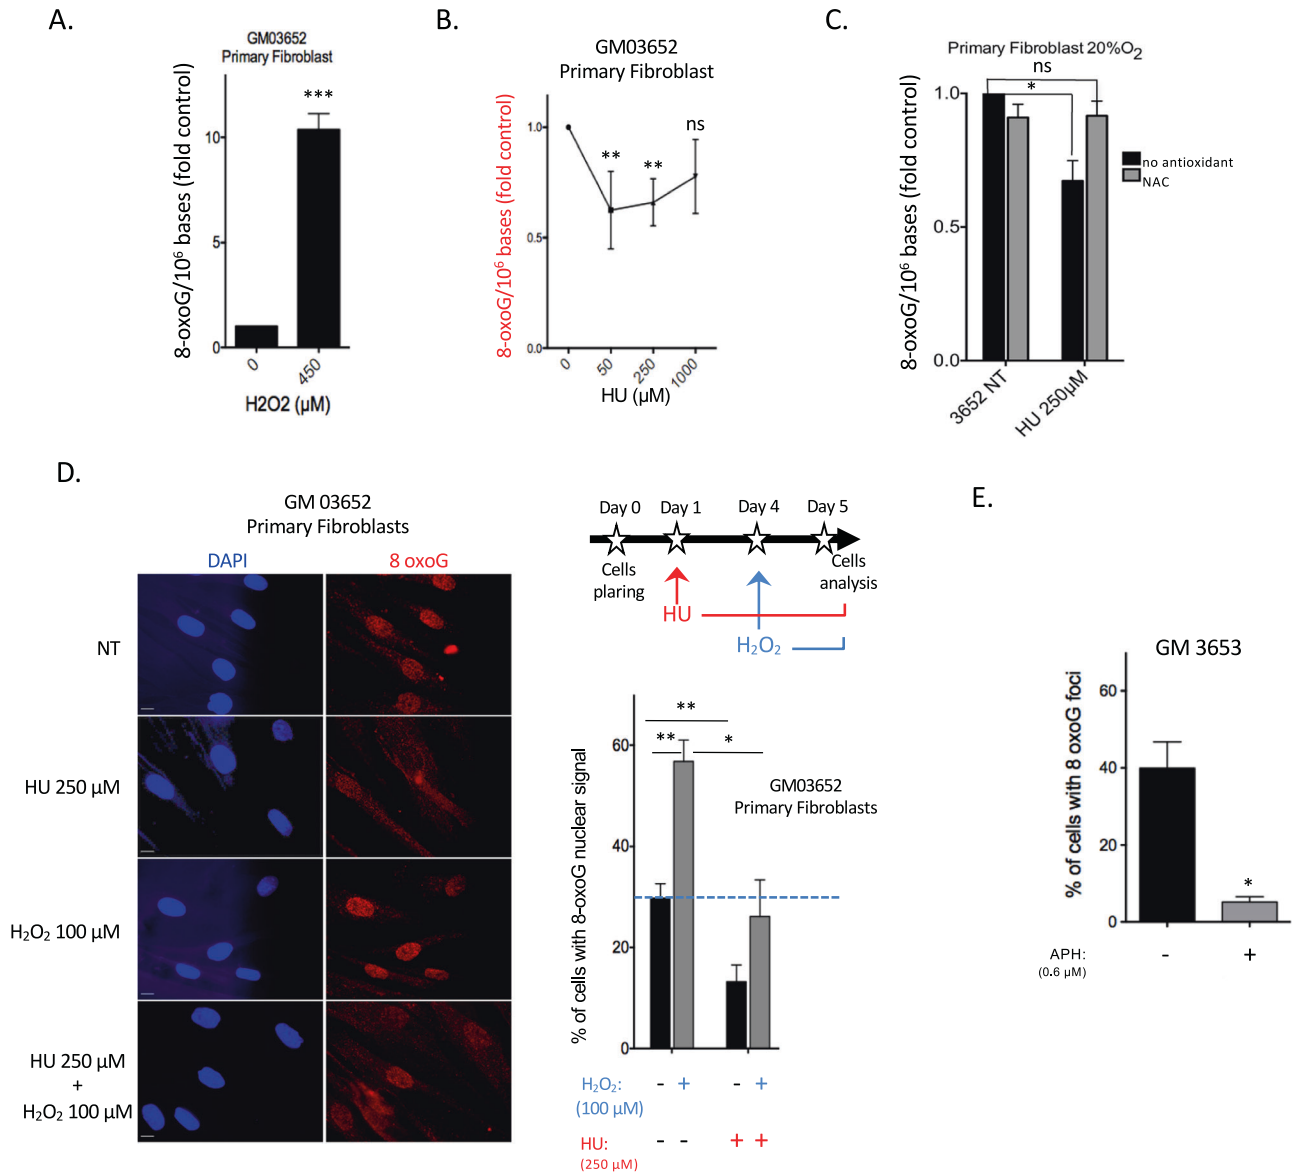 A.
GM03652
Primary Fibroblast
8-oxoG/10⁶ bases (fold control)
10
5
0
***
0
450
H2O2 (µM)
B.
GM03652
Primary Fibroblast
8-oxoG/10⁶ bases (fold control)
1.0
0.5
0.0
**
**
ns
0
50
250
1000
HU (µM)
C.
Primary Fibroblast 20%O₂
ns
*
8-oxoG/10⁶ bases (fold control)
1.0
0.5
0.0
no antioxidant
NAC
3652 NT
HU 250µM
D.
GM 03652
Primary Fibroblasts
DAPI
8 oxoG
NT
HU 250 µM
H₂O₂ 100 µM
HU 250 µM
+
H₂O₂ 100 µM
Day 0
Day 1
Day 4
Day 5
Cells
plaring
Cells
analysis
HU
H₂O₂
% of cells with 8-oxoG nuclear signal
60
40
20
0
**
**
*
GM03652
Primary Fibroblasts
H₂O₂: - + - +
(100 µM)
HU: - - + +
(250 µM)
E.
GM 3653
% of cells with 8 oxoG foci
60
40
20
0
*
APH: - +
(0.6 µM)